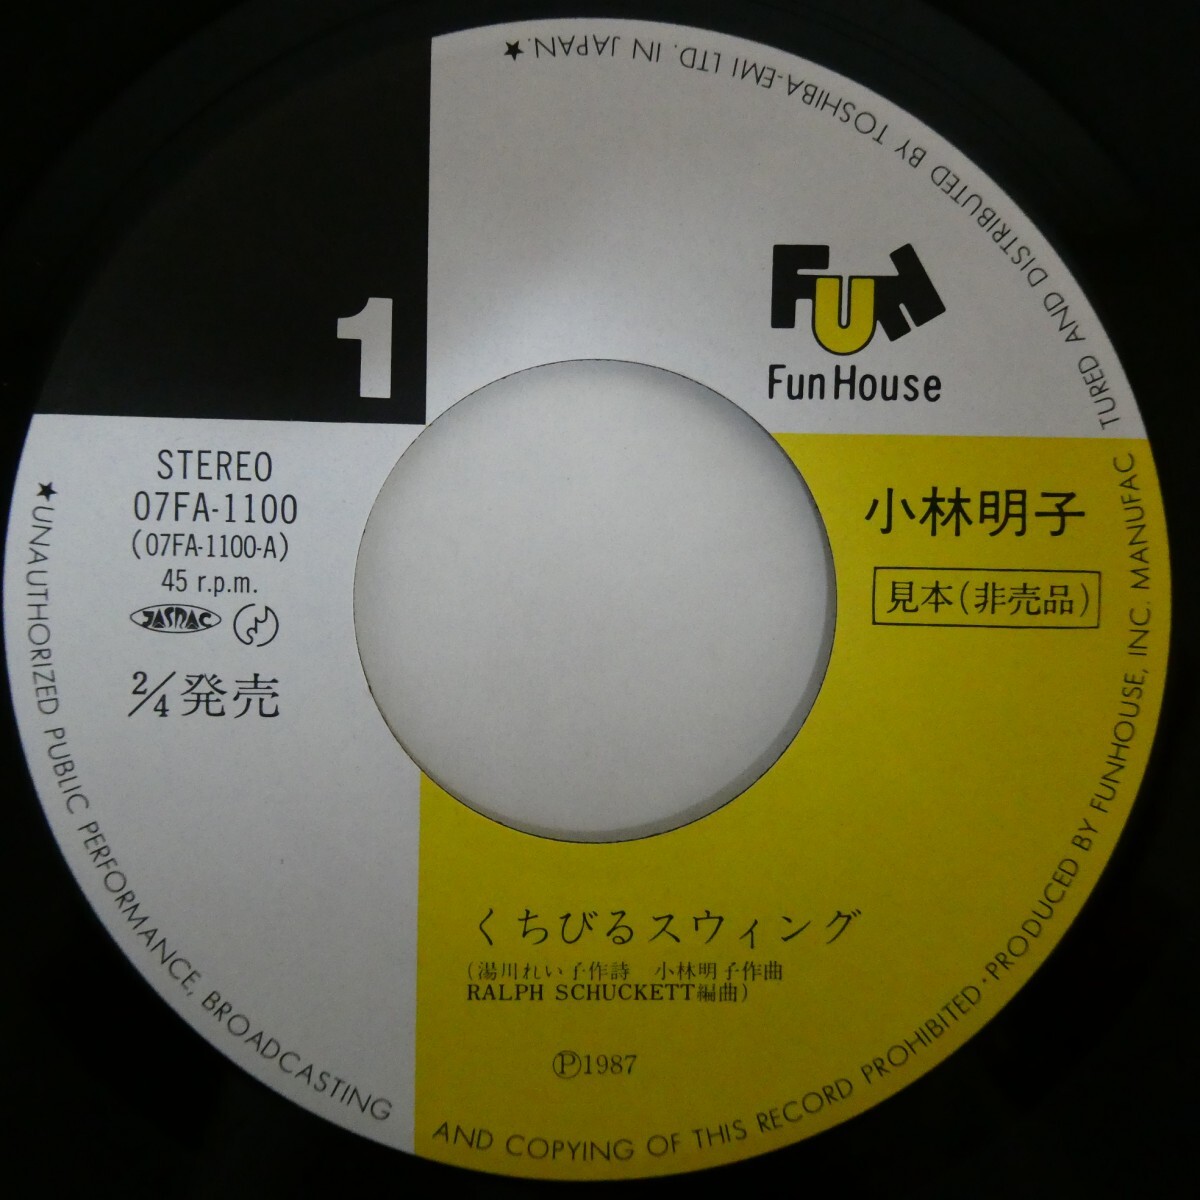 1
FUN
Fun House
STEREO
07FA-1100
(07FA-1100-A)
45 r.p.m.
JASRAC
2/4発売
小林明子
見本(非売品)
くちびるスウィング
(湯川れい子作詩 小林明子作曲
RALPH SCHUCKETT編曲)
Ⓟ1987
★UNAUTHORIZED PUBLIC PERFORMANCE, BROADCASTING AND COPYING OF THIS RECORD PROHIBITED・PRODUCED BY FUNHOUSE, INC. MANUFACTURED AND DISTRIBUTED BY TOSHIBA-EMI LTD. IN JAPAN.★